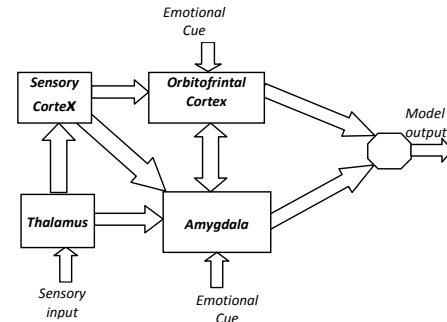 Emotional
Cue
Sensory
CorteX
Orbitofrintal
Cortex
Model
output
Thalamus
Amygdala
Sensory
input
Emotional
Cue